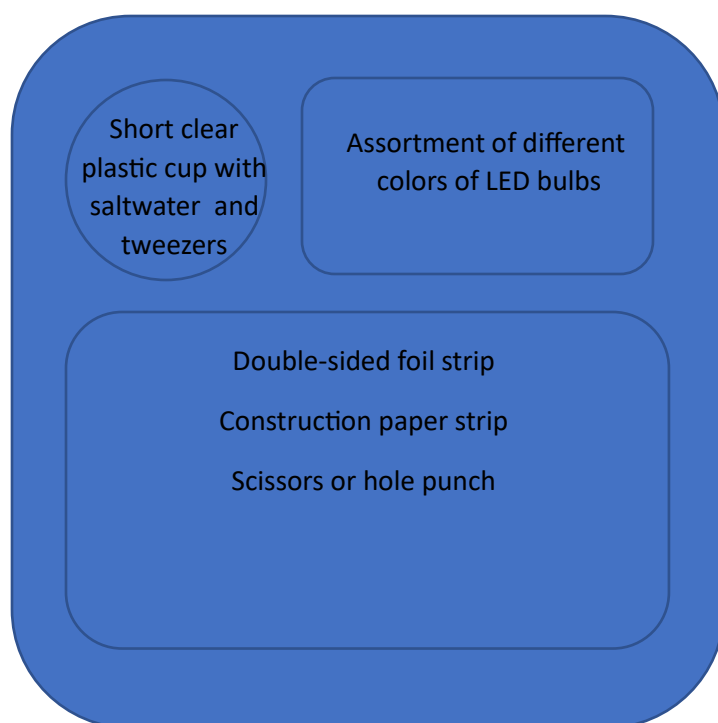 Short clear
plastic cup with
saltwater and
tweezers
Assortment of different
colors of LED bulbs
Double-sided foil strip
Construction paper strip
Scissors or hole punch